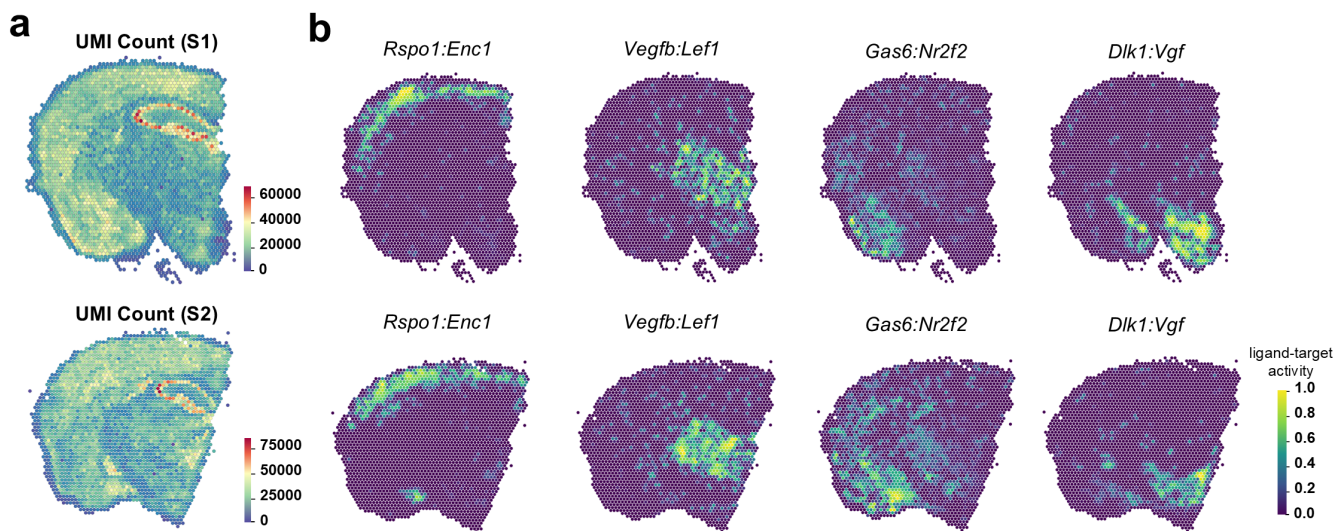 a
UMI Count (S1)
60000
40000
20000
0
UMI Count (S2)
75000
50000
25000
0
b
Rspo1:Enc1
Vegfb:Lef1
Gas6:Nr2f2
Dlk1:Vgf
Rspo1:Enc1
Vegfb:Lef1
Gas6:Nr2f2
Dlk1:Vgf
ligand-target
activity
1.0
0.8
0.6
0.4
0.2
0.0